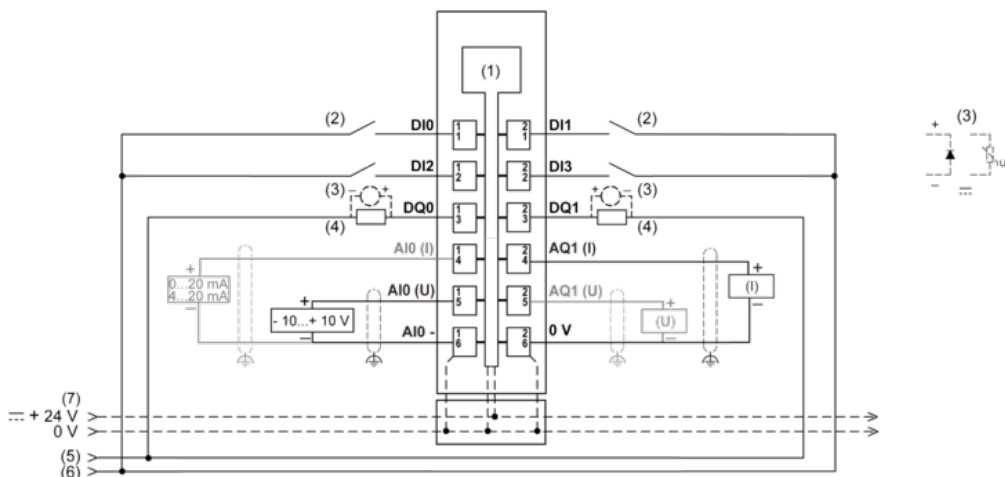 (1)
(2) DI0 1 1 2 1 DI1 (2)
+ (3)
DI2 1 2 2 2 DI3
(3) − + + − (3)
− U
(4) DQ0 1 3 2 3 DQ1 (4)
AI0 (I) 1 4 2 4 AQ1 (I)
+ +
0...20 mA
4...20 mA
(I)
− −
AI0 (U) 1 5 2 5 AQ1 (U)
+ +
- 10...+ 10 V (U)
− −
AI0 - 1 6 2 6 0 V
(7)
+ 24 V
0 V
(5)
(6)